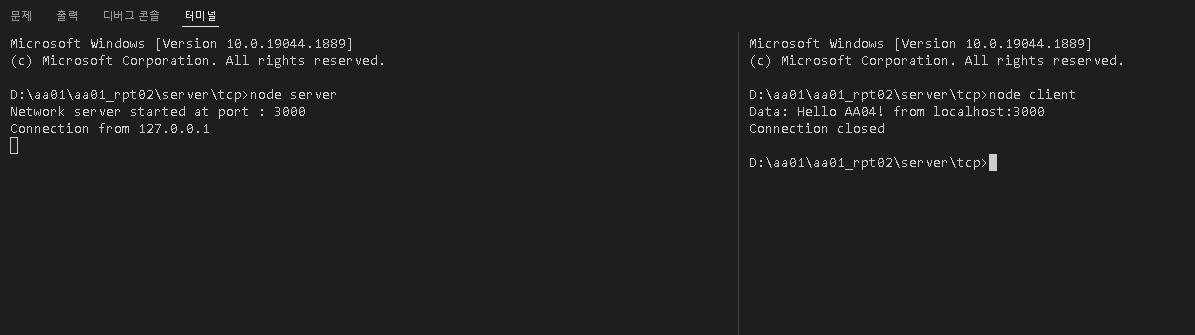 문제 출력 디버그 콘솔 터미널
Microsoft Windows [Version 10.0.19044.1889]
(c) Microsoft Corporation. All rights reserved.
D:\aa01\aa01_rpt02\server\tcp>node server
Network server started at port : 3000
Connection from 127.0.0.1
Microsoft Windows [Version 10.0.19044.1889]
(c) Microsoft Corporation. All rights reserved.
D:\aa01\aa01_rpt02\server\tcp>node client
Data: Hello AA04! from localhost:3000
Connection closed
D:\aa01\aa01_rpt02\server\tcp>